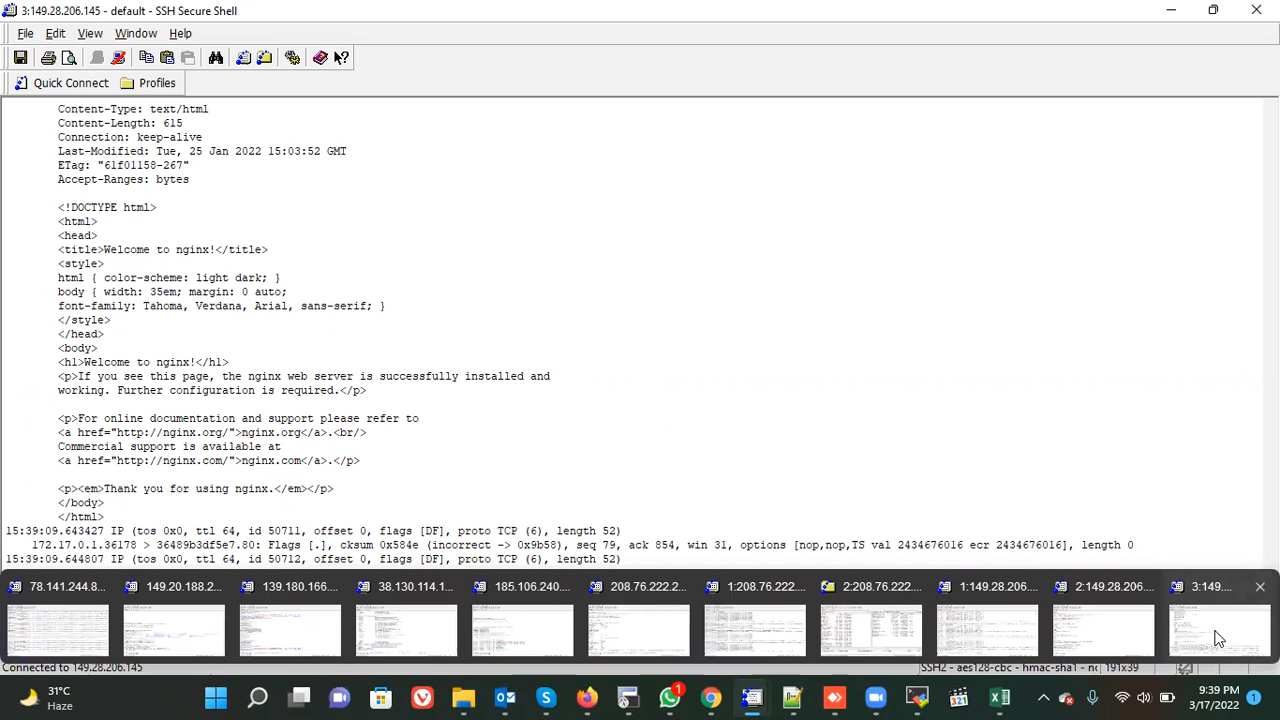 3:149.28.206.145 - default - SSH Secure Shell
File Edit View Window Help
Quick Connect Profiles
Content-Type: text/html
Content-Length: 615
Connection: keep-alive
Last-Modified: Tue, 25 Jan 2022 15:03:52 GMT
ETag: "61f01158-267"
Accept-Ranges: bytes
<!DOCTYPE html>
<html>
<head>
<title>Welcome to nginx!</title>
<style>
html { color-scheme: light dark; }
body { width: 35em; margin: 0 auto;
font-family: Tahoma, Verdana, Arial, sans-serif; }
</style>
</head>
<body>
<h1>Welcome to nginx!</h1>
<p>If you see this page, the nginx web server is successfully installed and
working. Further configuration is required.</p>
<p>For online documentation and support please refer to
<a href="http://nginx.org/">nginx.org</a>.<br/>
Commercial support is available at
<a href="http://nginx.com/">nginx.com</a>.</p>
<p><em>Thank you for using nginx.</em></p>
</body>
</html>
15:39:09.643427 IP (tos 0x0, ttl 64, id 50711, offset 0, flags [DF], proto TCP (6), length 52)
172.17.0.1.36178 > 36489b3df5e7.80: Flags [.], cksum 0x584e (incorrect -> 0x9b58), seq 79, ack 854, win 31, options [nop,nop,TS val 2434676016 ecr 2434676016], length 0
15:39:09.644807 IP (tos 0x0, ttl 64, id 50712, offset 0, flags [DF], proto TCP (6), length 52)
78.141.244.8... 149.20.188.2... 139.180.166.... 38.130.114.1... 185.106.240.... 208.76.222.2... 1:208.76.222.... 2:208.76.222.... 1:149.28.206.... 2:149.28.206.... 3:149....
Connected to 149.28.206.145 SSH2 - aes128-cbc - hmac-sha1 - nc 191x39
31°C 1 9:39 PM
Haze 321 3/17/2022 1